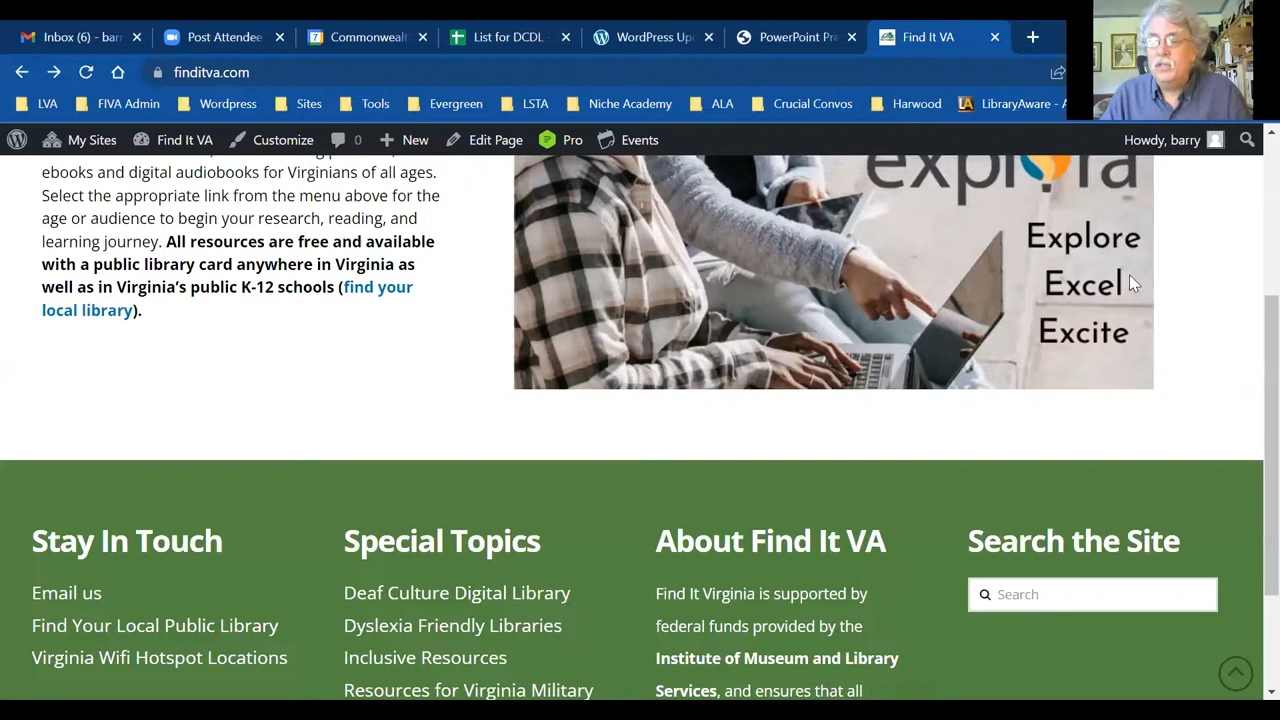 Inbox (6) - barr
Post Attendee
Commonwealt
List for DCDL -
WordPress Up
PowerPoint Pre
Find It VA
finditva.com
LVA
FIVA Admin
Wordpress
Sites
Tools
Evergreen
LSTA
Niche Academy
ALA
Crucial Convos
Harwood
LibraryAware - A
My Sites
Find It VA
Customize
0
New
Edit Page
Pro
Events
Howdy, barry
ebooks and digital audiobooks for Virginians of all ages.
Select the appropriate link from the menu above for the
age or audience to begin your research, reading, and
learning journey. All resources are free and available
with a public library card anywhere in Virginia as
well as in Virginia's public K-12 schools (find your
local library).
explora
Explore
Excel
Excite
Stay In Touch
Email us
Find Your Local Public Library
Virginia Wifi Hotspot Locations
Special Topics
Deaf Culture Digital Library
Dyslexia Friendly Libraries
Inclusive Resources
Resources for Virginia Military
About Find It VA
Find It Virginia is supported by
federal funds provided by the
Institute of Museum and Library
Services, and ensures that all
Search the Site
Search